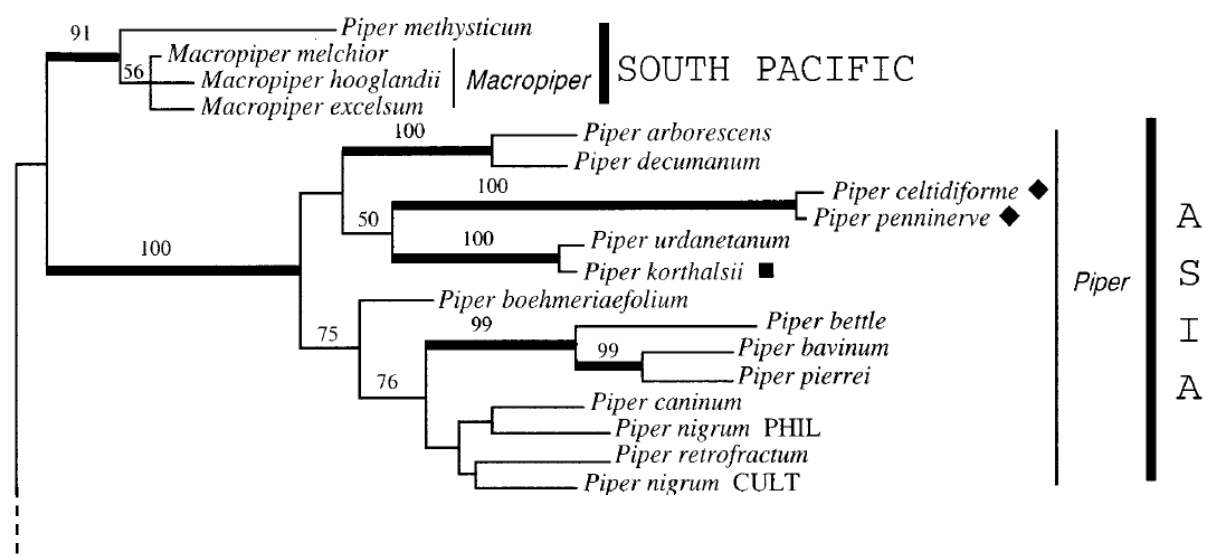 91
Piper methysticum
Macropiper melchior
56
Macropiper hooglandii
Macropiper excelsum
Macropiper
SOUTH PACIFIC
100
Piper arborescens
Piper decumanum
100
Piper celtidiforme
Piper penninerve
50
100
Piper urdanetanum
Piper korthalsii
100
Piper boehmeriaefolium
75
99
Piper bettle
99
Piper bavinum
Piper pierrei
76
Piper caninum
Piper nigrum PHIL
Piper retrofractum
Piper nigrum CULT
Piper
ASIA